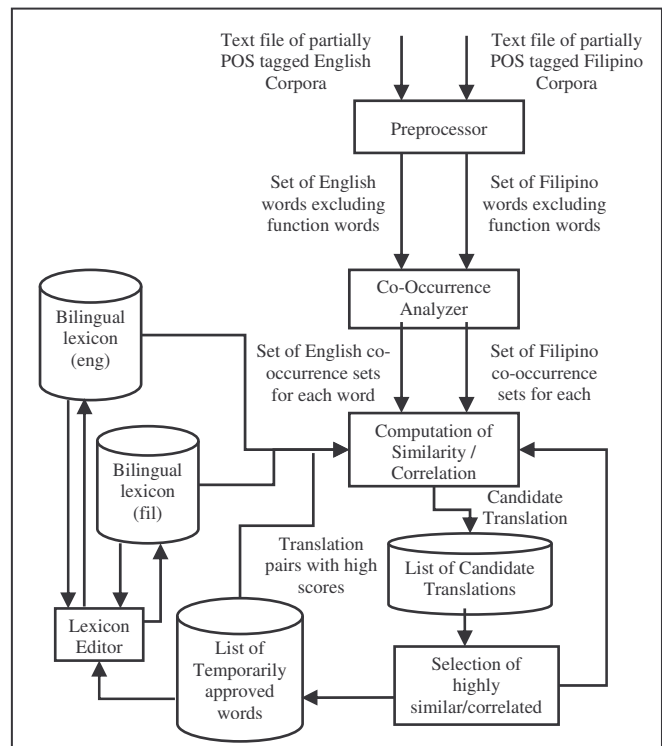 Text file of partially
POS tagged English
Corpora
Text file of partially
POS tagged Filipino
Corpora
Preprocessor
Set of English
words excluding
function words
Set of Filipino
words excluding
function words
Co-Occurrence
Analyzer
Bilingual
lexicon
(eng)
Set of English co-
occurrence sets
for each word
Set of Filipino
co-occurrence
sets for each
Computation of
Similarity /
Correlation
Bilingual
lexicon
(fil)
Candidate
Translation
Translation
pairs with high
scores
List of Candidate
Translations
Lexicon
Editor
List of
Temporarily
approved
words
Selection of
highly
similar/correlated